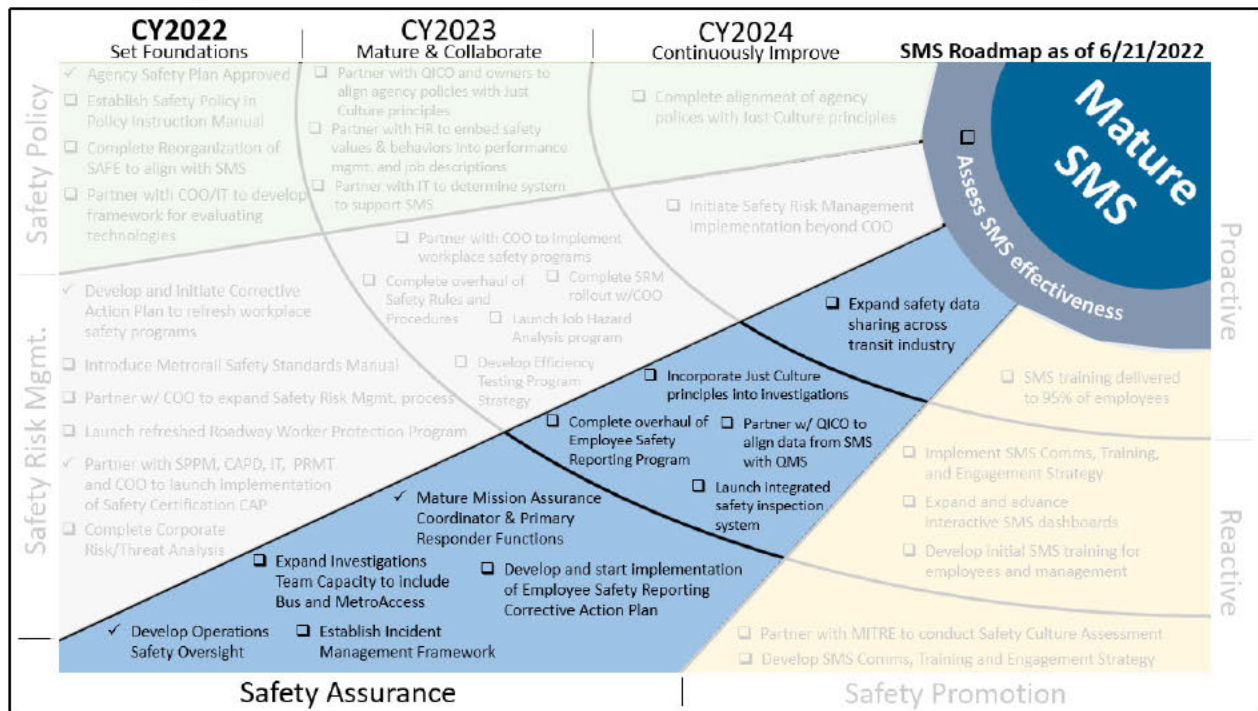 CY2022
Set Foundations
CY2023
Mature & Collaborate
CY2024
Continuously Improve
SMS Roadmap as of 6/21/2022
Safety Policy
✓ Agency Safety Plan Approved
❑ Establish Safety Policy in
Policy Instruction Manual
❑ Complete Reorganization of
SAFE to align with SMS
❑ Partner with COO/IT to develop
framework for evaluating
technologies
❑ Partner with QICO and owners to
align agency policies with Just
Culture principles
❑ Partner with HR to embed safety
values & behaviors into performance
mgmt. and job descriptions
❑ Partner with IT to determine system
to support SMS
❑ Complete alignment of agency
polices with Just Culture principles
Safety Risk Mgmt.
✓ Develop and Initiate Corrective
Action Plan to refresh workplace
safety programs
❑ Introduce Metrorail Safety Standards Manual
❑ Partner w/ COO to expand Safety Risk Mgmt. process
❑ Launch refreshed Roadway Worker Protection Program
✓ Partner with SPPM, CAPD, IT, PRMT
and COO to launch implementation
of Safety Certification CAP
❑ Complete Corporate
Risk/Threat Analysis
❑ Partner with COO to implement
workplace safety programs
❑ Complete overhaul of
Safety Rules and
Procedures
❑ Complete SRM
rollout w/COO
❑ Launch Job Hazard
Analysis program
❑ Develop Efficiency
Testing Program
Strategy
❑ Initiate Safety Risk Management
Implementation beyond COO
❑ Assess SMS effectiveness
Mature
SMS
Proactive
Reactive
❑ Expand safety data
sharing across
transit industry
❑ Incorporate Just Culture
principles into investigations
❑ Complete overhaul of
Employee Safety
Reporting Program
❑ Partner w/ QICO to
align data from SMS
with QMS
❑ Launch integrated
safety inspection
system
✓ Mature Mission Assurance
Coordinator & Primary
Responder Functions
❑ Expand Investigations
Team Capacity to include
Bus and MetroAccess
❑ Develop and start implementation
of Employee Safety Reporting
Corrective Action Plan
✓ Develop Operations
Safety Oversight
❑ Establish Incident
Management Framework
❑ SMS training delivered
to 95% of employees
❑ Implement SMS Comms, Training,
and Engagement Strategy
❑ Expand and advance
interactive SMS dashboards
❑ Develop initial SMS training for
employees and management
❑ Partner with MITRE to conduct Safety Culture Assessment
❑ Develop SMS Comms, Training and Engagement Strategy
Safety Assurance
Safety Promotion